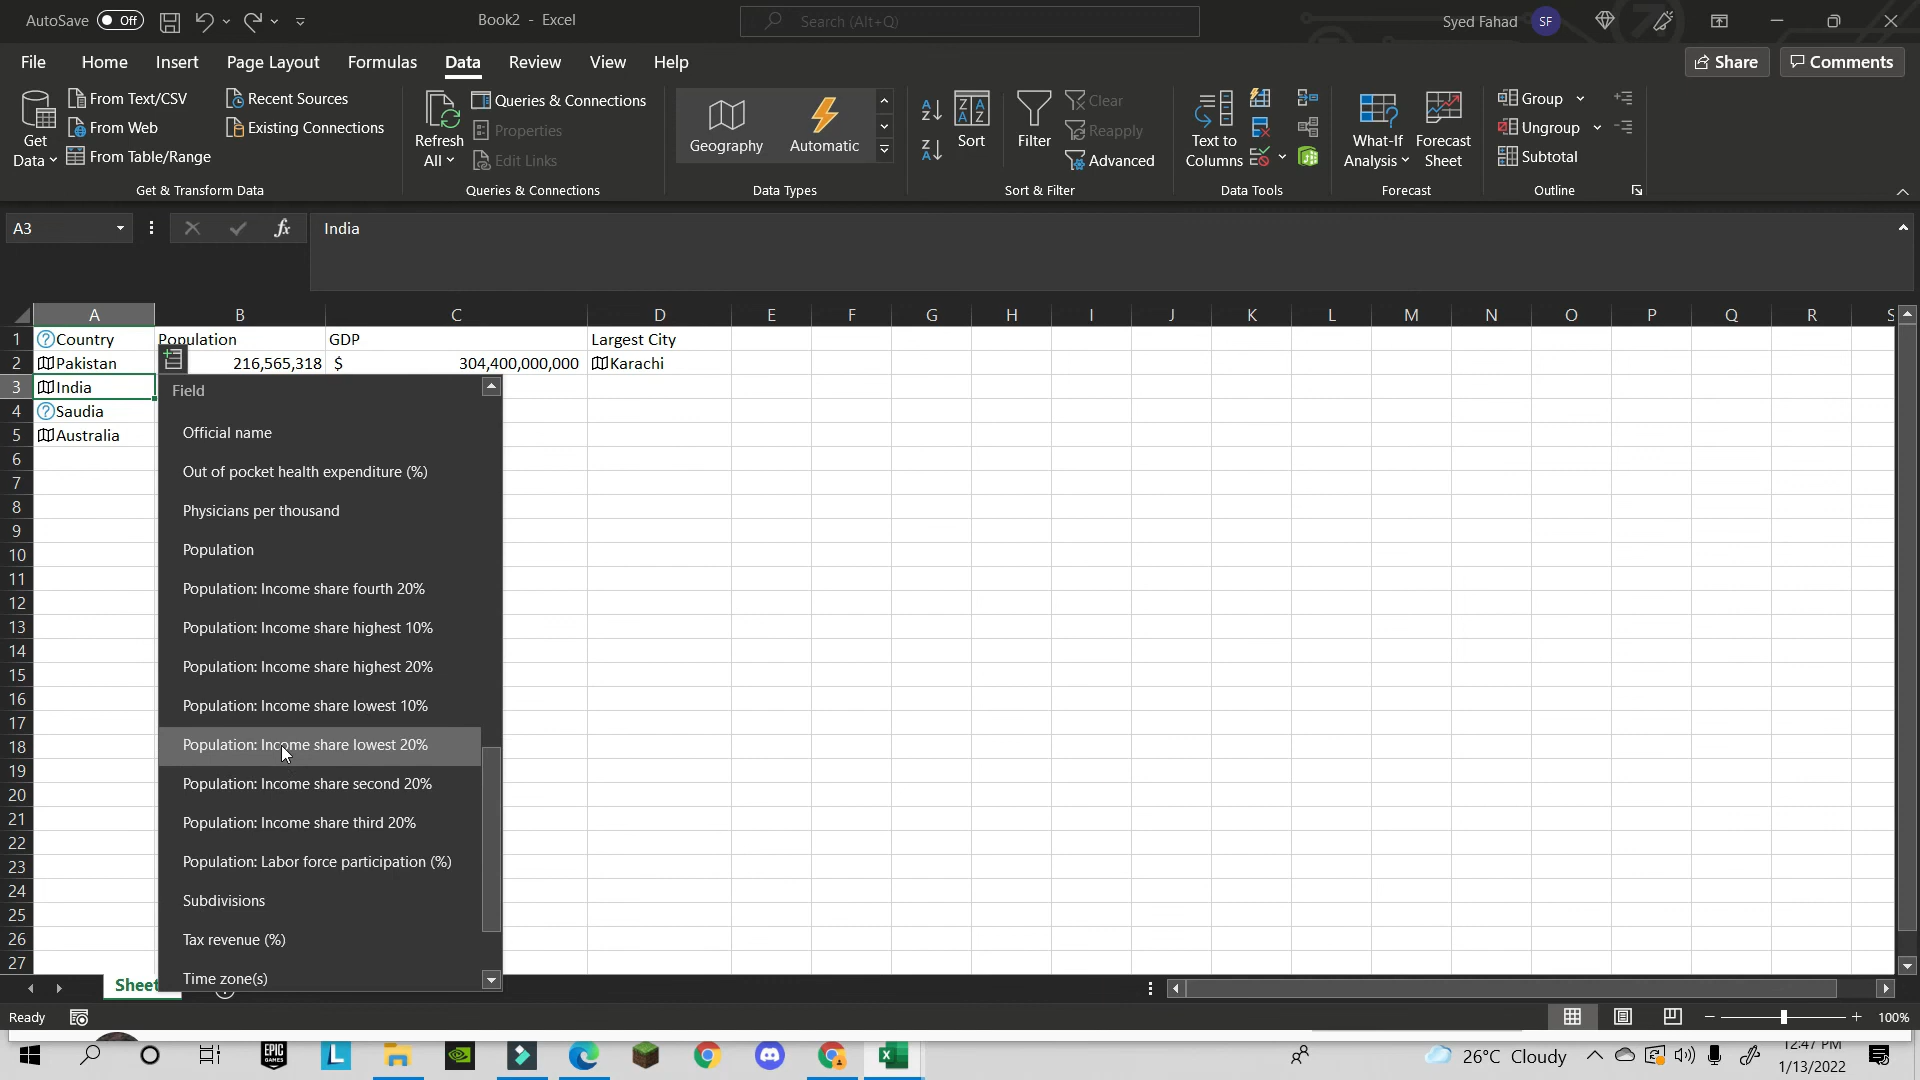 AutoSave Off Book2 - Excel Search (Alt+Q) Syed Fahad SF
File Home Insert Page Layout Formulas Data Review View Help Share Comments
Get Data
From Text/CSV
From Web
From Table/Range
Recent Sources
Existing Connections
Get & Transform Data
Refresh All
Queries & Connections
Properties
Edit Links
Queries & Connections
Geography
Automatic
Data Types
Sort
Filter
Clear
Reapply
Advanced
Sort & Filter
Text to Columns
Data Tools
What-If Analysis
Forecast Sheet
Forecast
Group
Ungroup
Subtotal
Outline
A3 fx India
A B C D E F G H I J K L M N O P Q R S
1 Country Population GDP Largest City
2 Pakistan 216,565,318 $ 304,400,000,000 Karachi
3 India
4 Saudia
5 Australia
6
7
8
9
10
11
12
13
14
15
16
17
18
19
20
21
22
23
24
25
26
27
Field
Official name
Out of pocket health expenditure (%)
Physicians per thousand
Population
Population: Income share fourth 20%
Population: Income share highest 10%
Population: Income share highest 20%
Population: Income share lowest 10%
Population: Income share lowest 20%
Population: Income share second 20%
Population: Income share third 20%
Population: Labor force participation (%)
Subdivisions
Tax revenue (%)
Time zone(s)
Sheet
Ready 100%
EPIC GAMES L 26°C Cloudy 12:47 PM
1/13/2022